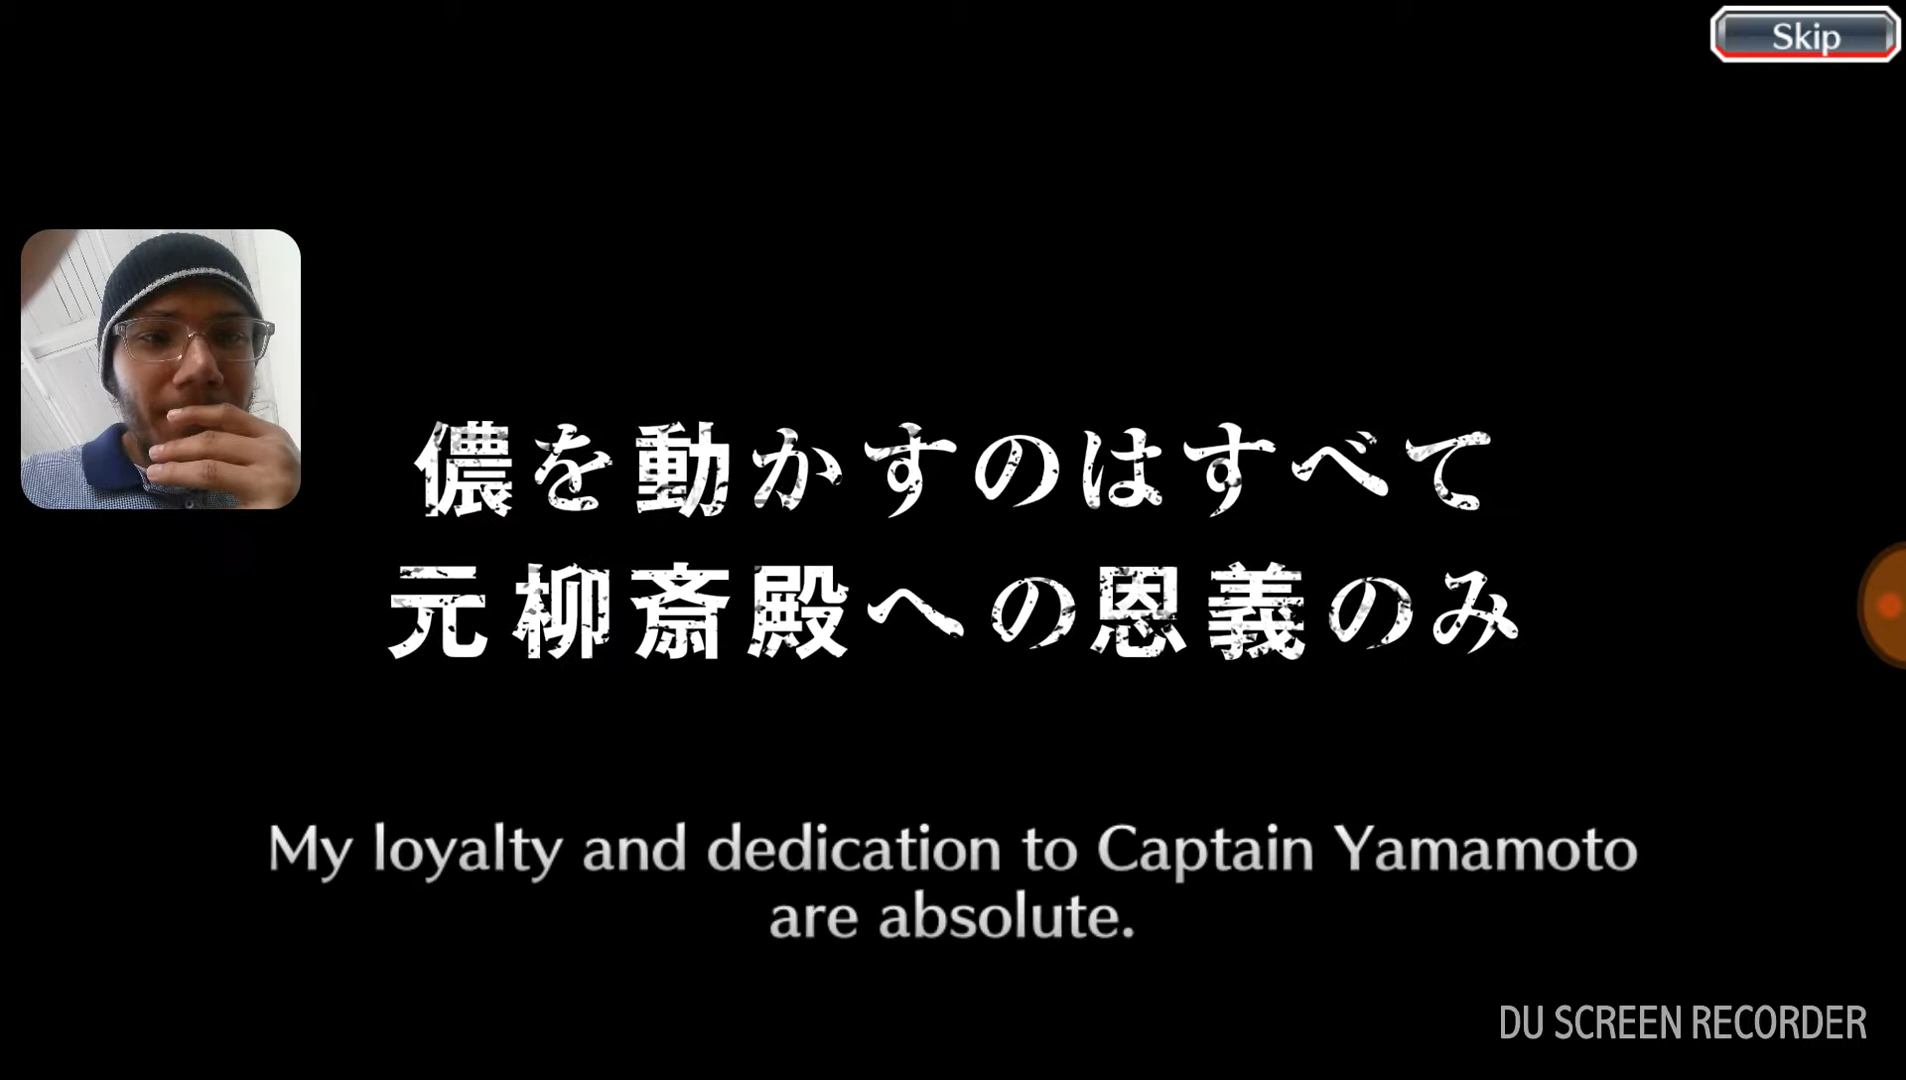 Skip
儂を動かすのはすべて
元柳斎殿への恩義のみ
My loyalty and dedication to Captain Yamamoto
are absolute.
DU SCREEN RECORDER